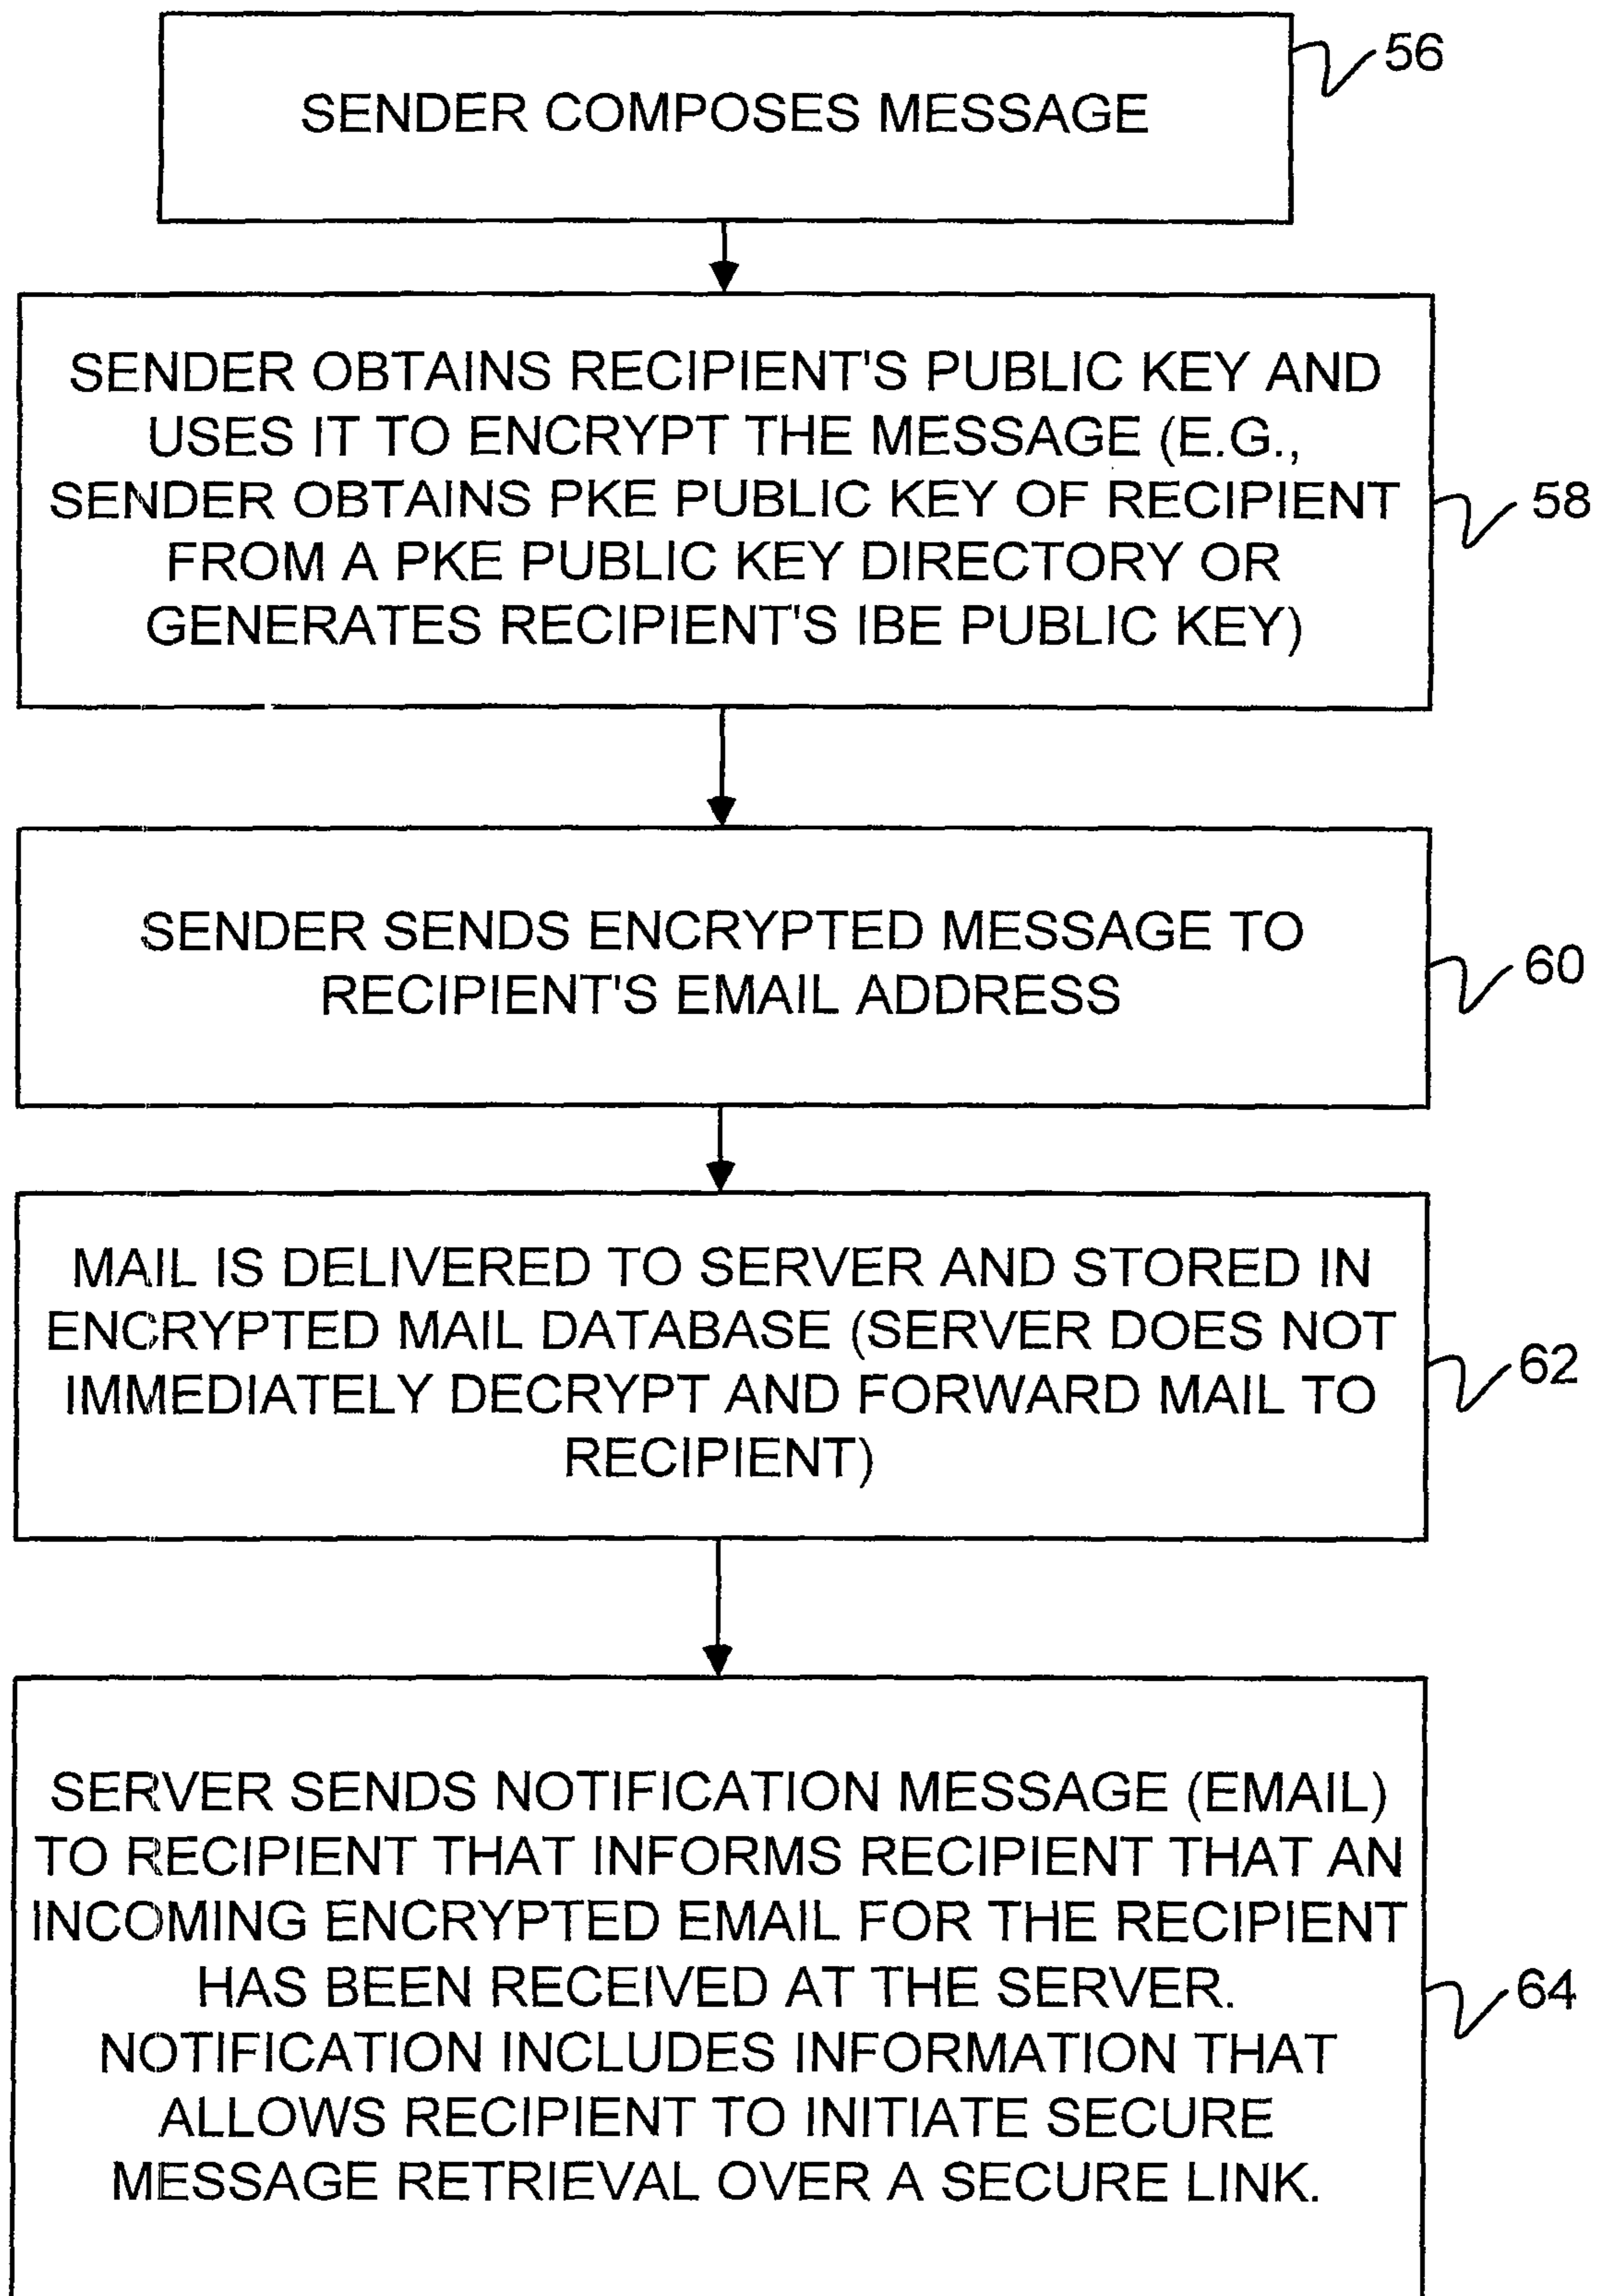 SENDER COMPOSES MESSAGE
56
SENDER OBTAINS RECIPIENT'S PUBLIC KEY AND
USES IT TO ENCRYPT THE MESSAGE (E.G.,
SENDER OBTAINS PKE PUBLIC KEY OF RECIPIENT
FROM A PKE PUBLIC KEY DIRECTORY OR
GENERATES RECIPIENT'S IBE PUBLIC KEY)
58
SENDER SENDS ENCRYPTED MESSAGE TO
RECIPIENT'S EMAIL ADDRESS
60
MAIL IS DELIVERED TO SERVER AND STORED IN
ENCRYPTED MAIL DATABASE (SERVER DOES NOT
IMMEDIATELY DECRYPT AND FORWARD MAIL TO
RECIPIENT)
62
SERVER SENDS NOTIFICATION MESSAGE (EMAIL)
TO RECIPIENT THAT INFORMS RECIPIENT THAT AN
INCOMING ENCRYPTED EMAIL FOR THE RECIPIENT
HAS BEEN RECEIVED AT THE SERVER.
NOTIFICATION INCLUDES INFORMATION THAT
ALLOWS RECIPIENT TO INITIATE SECURE
MESSAGE RETRIEVAL OVER A SECURE LINK.
64